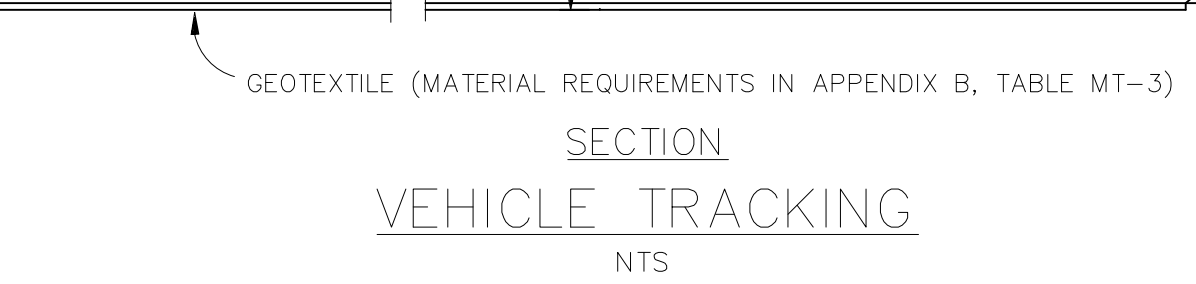 GEOTEXTILE (MATERIAL REQUIREMENTS IN APPENDIX B, TABLE MT-3)
SECTION
VEHICLE TRACKING
NTS